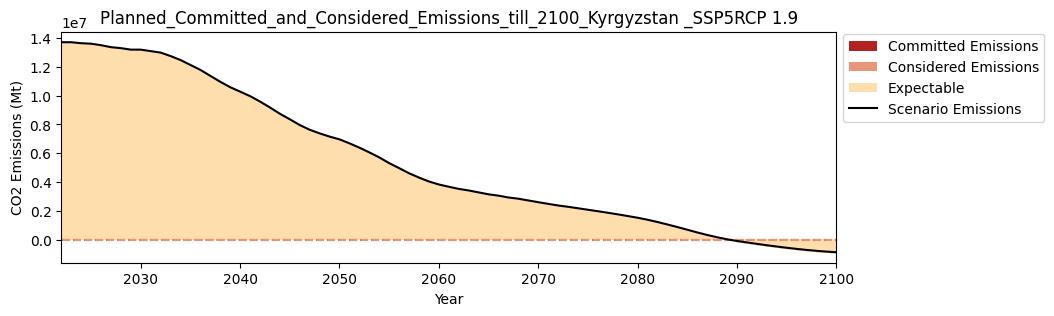 Planned_Committed_and_Considered_Emissions_till_2100_Kyrgyzstan _SSP5RCP 1.9
1e7
1.4
1.2
1.0
0.8
0.6
0.4
0.2
0.0
CO2 Emissions (Mt)
2030 2040 2050 2060 2070 2080 2090 2100
Year
Committed Emissions
Considered Emissions
Expectable
Scenario Emissions